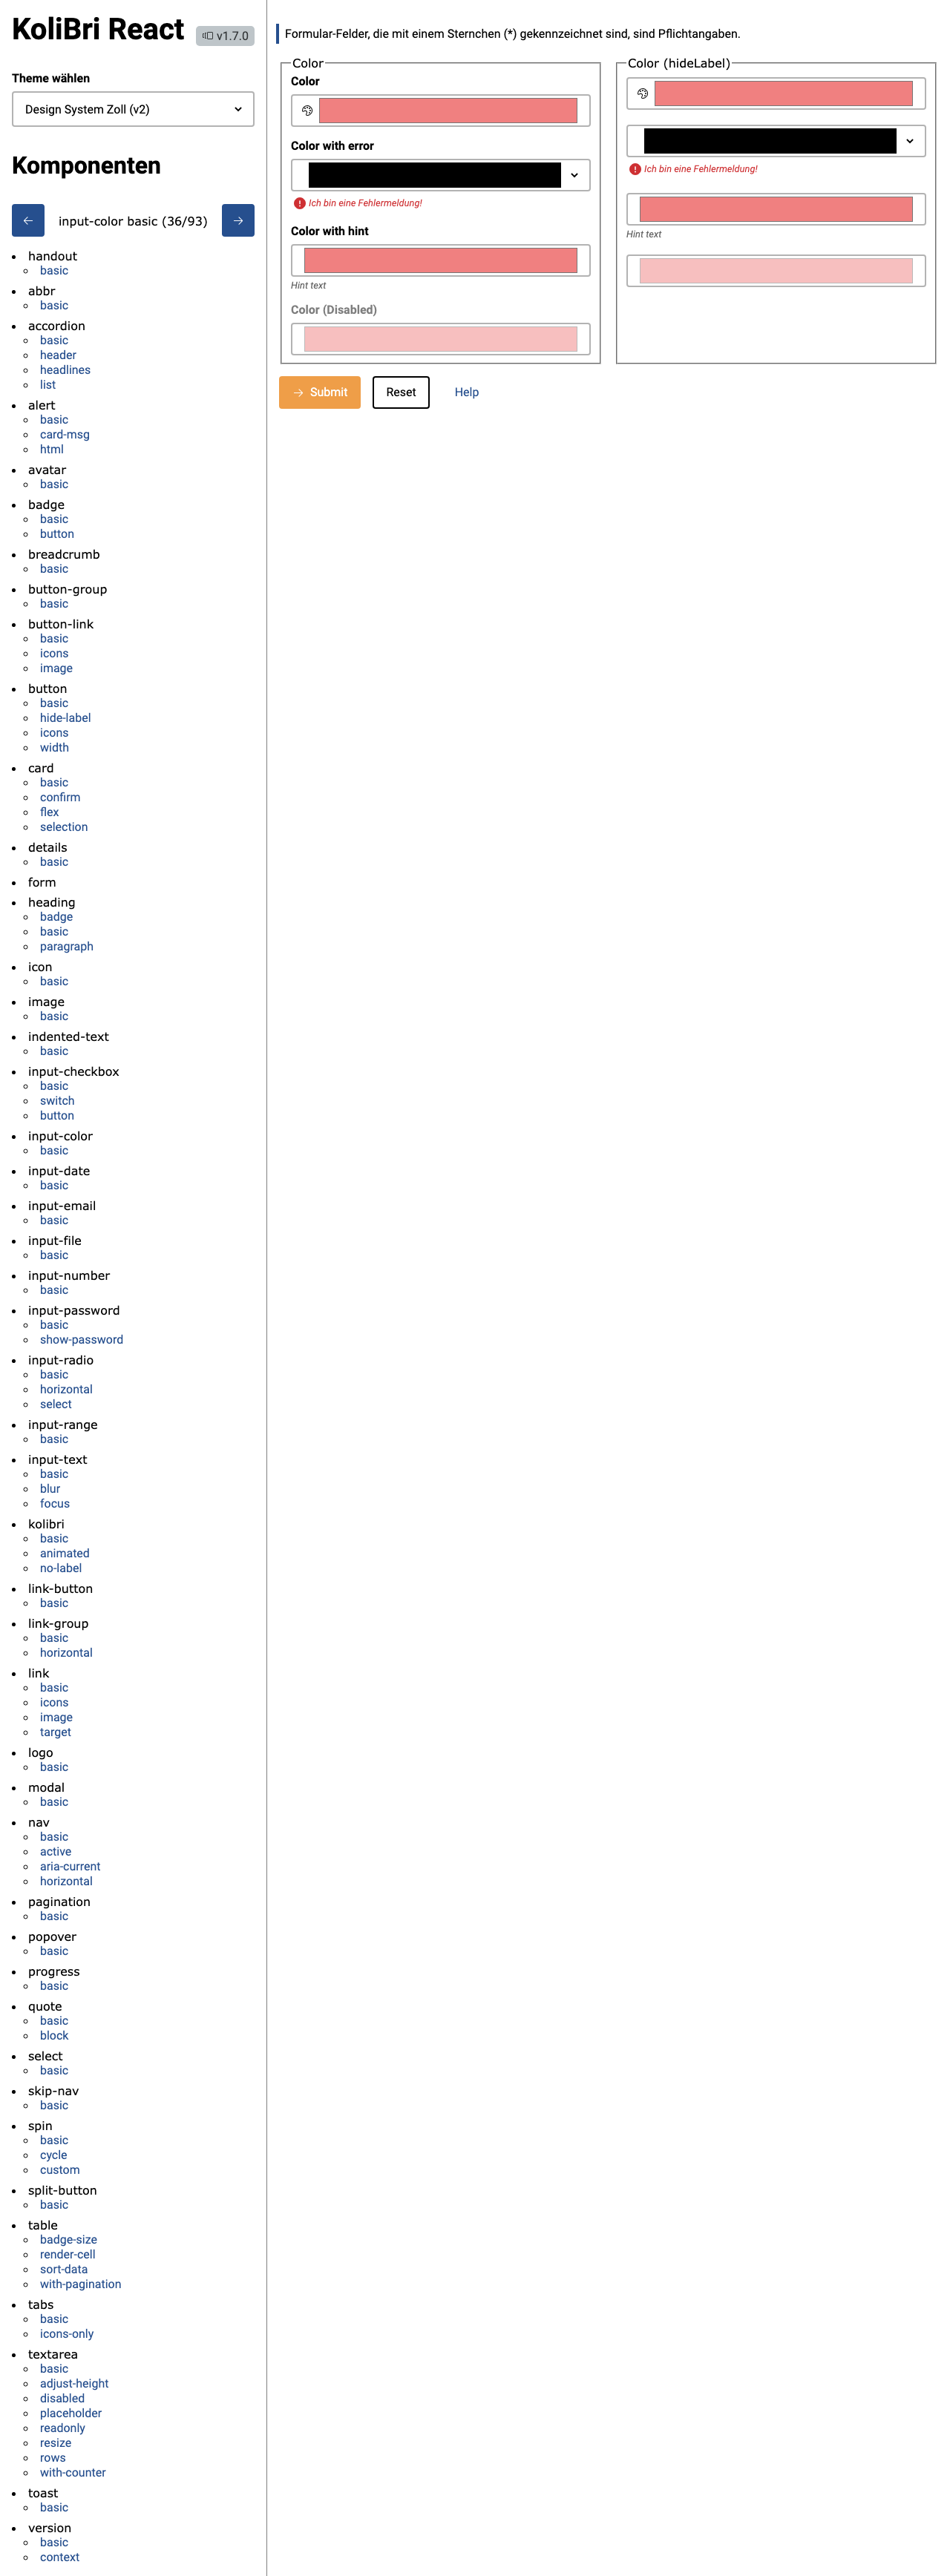 KoliBri React
v1.7.0
Theme wählen
Design System Zoll (v2)
Komponenten
input-color basic (36/93)
handout
basic
abbr
basic
accordion
basic
header
headlines
list
alert
basic
card-msg
html
avatar
basic
badge
basic
button
breadcrumb
basic
button-group
basic
button-link
basic
icons
image
button
basic
hide-label
icons
width
card
basic
confirm
flex
selection
details
basic
form
heading
badge
basic
paragraph
icon
basic
image
basic
indented-text
basic
input-checkbox
basic
switch
button
input-color
basic
input-date
basic
input-email
basic
input-file
basic
input-number
basic
input-password
basic
show-password
input-radio
basic
horizontal
select
input-range
basic
input-text
basic
blur
focus
kolibri
basic
animated
no-label
link-button
basic
link-group
basic
horizontal
link
basic
icons
image
target
logo
basic
modal
basic
nav
basic
active
aria-current
horizontal
pagination
basic
popover
basic
progress
basic
quote
basic
block
select
basic
skip-nav
basic
spin
basic
cycle
custom
split-button
basic
table
badge-size
render-cell
sort-data
with-pagination
tabs
basic
icons-only
textarea
basic
adjust-height
disabled
placeholder
readonly
resize
rows
with-counter
toast
basic
version
basic
context
Formular-Felder, die mit einem Sternchen (*) gekennzeichnet sind, sind Pflichtangaben.
Color
Color
Color with error
Ich bin eine Fehlermeldung!
Color with hint
Hint text
Color (Disabled)
Color (hideLabel)
Ich bin eine Fehlermeldung!
Hint text
Submit
Reset
Help